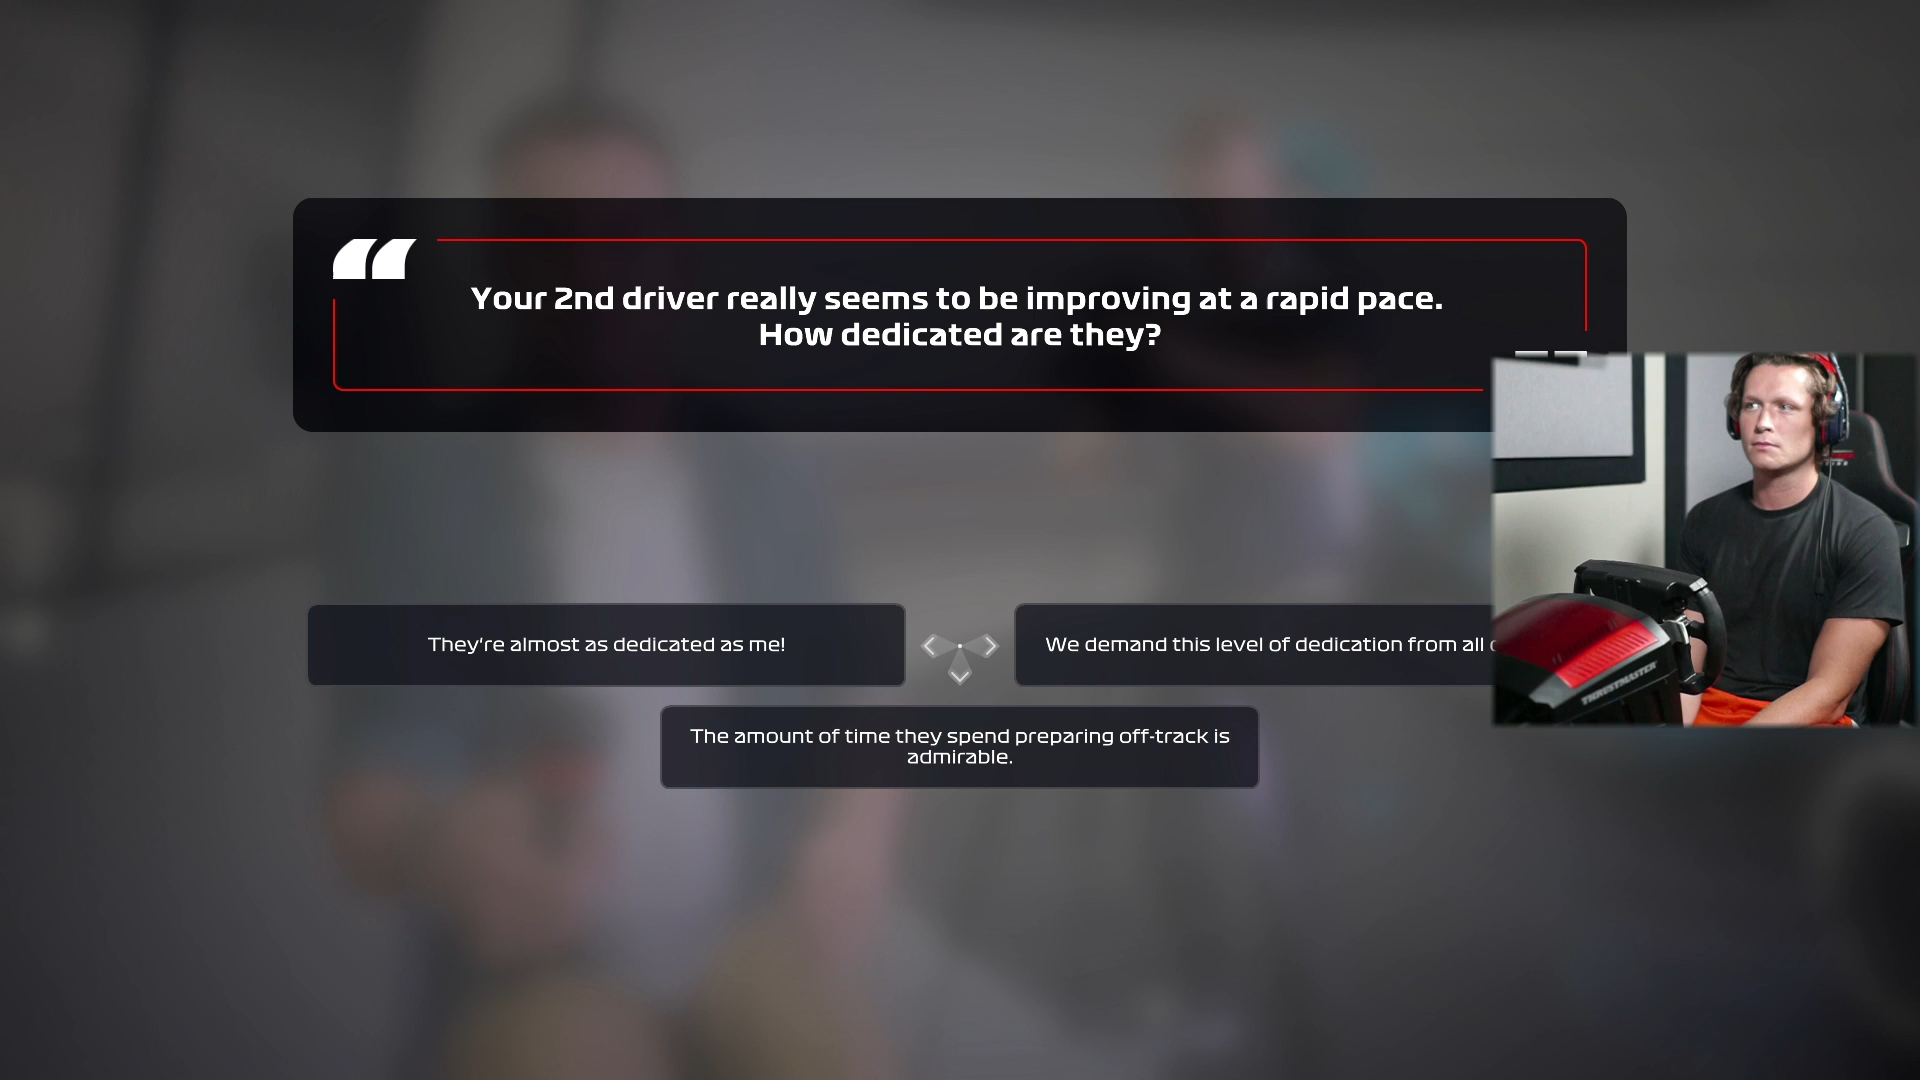 Your 2nd driver really seems to be improving at a rapid pace.
How dedicated are they?
They're almost as dedicated as me!
We demand this level of dedication from all
The amount of time they spend preparing off-track is
admirable.
THRUSTMASTER